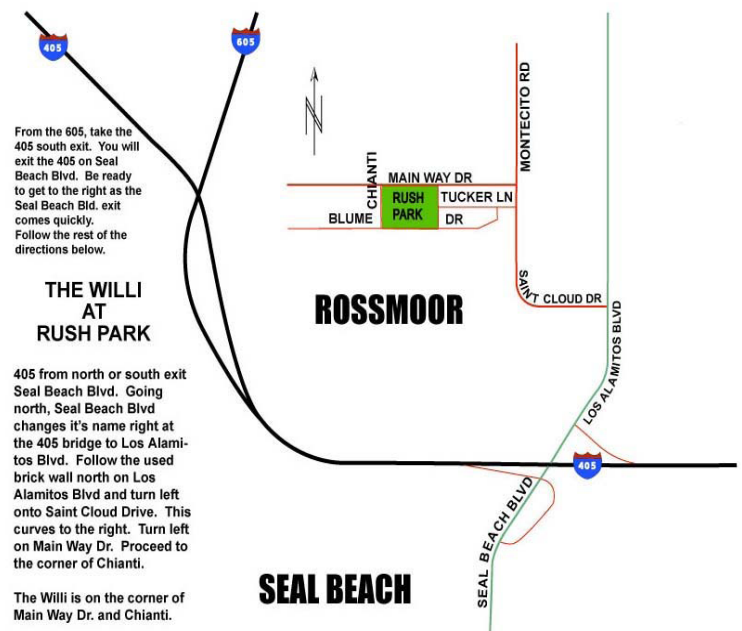 405
605
From the 605, take the
405 south exit. You will
exit the 405 on Seal
Beach Blvd. Be ready
to get to the right as the
Seal Beach Bld. exit
comes quickly.
Follow the rest of the
directions below.
THE WILLI
AT
RUSH PARK
405 from north or south exit
Seal Beach Blvd. Going
north, Seal Beach Blvd
changes it's name right at
the 405 bridge to Los Alami-
tos Blvd. Follow the used
brick wall north on Los
Alamitos Blvd and turn left
onto Saint Cloud Drive. This
curves to the right. Turn left
on Main Way Dr. Proceed to
the corner of Chianti.
The Willi is on the corner of
Main Way Dr. and Chianti.
N
MONTECITO RD
CHIANTI
MAIN WAY DR
RUSH
PARK
TUCKER LN
BLUME DR
SAINT CLOUD DR
ROSSMOOR
LOS ALAMITOS BLVD
405
SEAL BEACH BLVD
SEAL BEACH